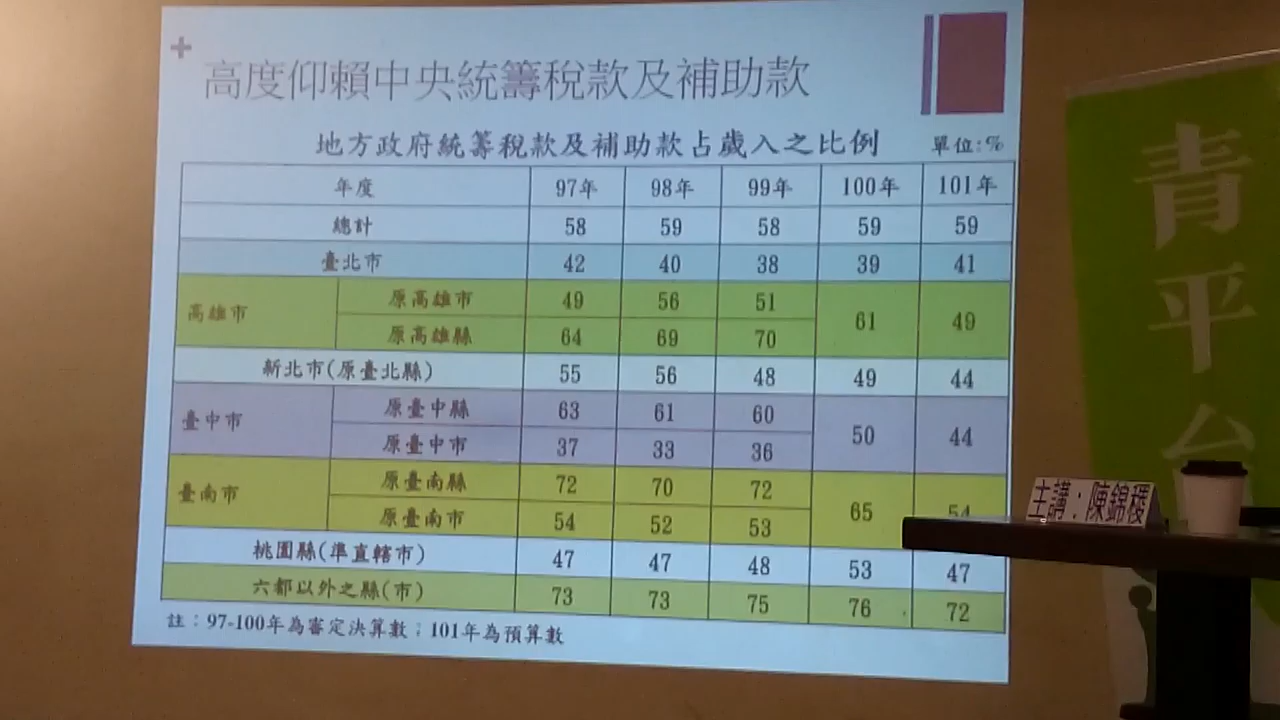 高度仰賴中央統籌稅款及補助款
地方政府統籌稅款及補助款占歲入之比例 單位:%
年度 97年 98年 99年 100年 101年
總計 58 59 58 59 59
臺北市 42 40 38 39 41
高雄市 原高雄市 49 56 51 61 49
原高雄縣 64 69 70
新北市(原臺北縣) 55 56 48 49 44
臺中市 原臺中縣 63 61 60 50 44
原臺中市 37 33 36
臺南市 原臺南縣 72 70 72 65 54
原臺南市 54 52 53
桃園縣(準直轄市) 47 47 48 53 47
六都以外之縣(市) 73 73 75 76 72
註：97-100年為審定決算數；101年為預算數
青平台
主講：陳錦稷